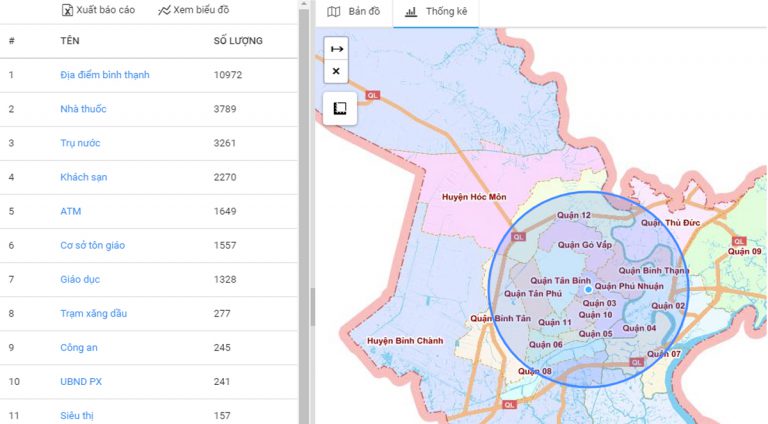 Xuất báo cáo Xem biểu đồ
# TÊN SỐ LƯỢNG
1 Địa điểm bình thạnh 10972
2 Nhà thuốc 3789
3 Trụ nước 3261
4 Khách sạn 2270
5 ATM 1649
6 Cơ sở tôn giáo 1557
7 Giáo dục 1328
8 Trạm xăng dầu 277
9 Công an 245
10 UBND PX 241
11 Siêu thị 157
Bản đồ Thống kê
QL
Huyện Hóc Môn
Quận 12
Quận Thủ Đức
QL
QL
Quận Gò Vấp
Quận 09
Quận Bình Thạnh
Quận Tân Bình
Quận Phú Nhuận
Quận Tân Phú
Quận 03
Quận 02
Quận 10
Quận Bình Tân
Quận 11
Quận 04
Quận 05
Huyện Bình Chánh
Quận 06
Quận 07
QL
Quận 08
QL